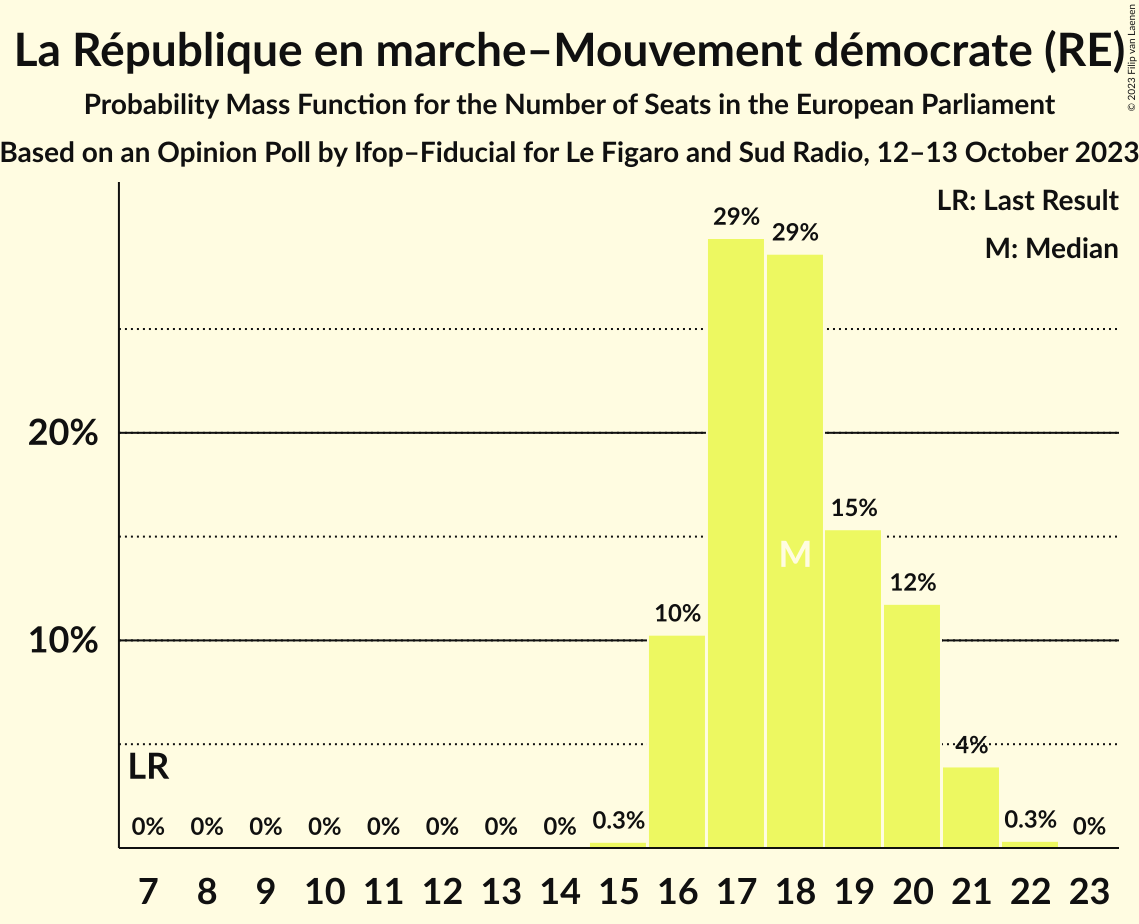 La République en marche–Mouvement démocrate (RE)
Probability Mass Function for the Number of Seats in the European Parliament
Based on an Opinion Poll by Ifop–Fiducial for Le Figaro and Sud Radio, 12–13 October 2023
© 2023 Filip van Laenen
LR: Last Result
M: Median
29%
29%
20%
15%
M
12%
10%
10%
4%
LR
0% 0% 0% 0% 0% 0% 0% 0% 0.3% 0.3% 0%
7 8 9 10 11 12 13 14 15 16 17 18 19 20 21 22 23